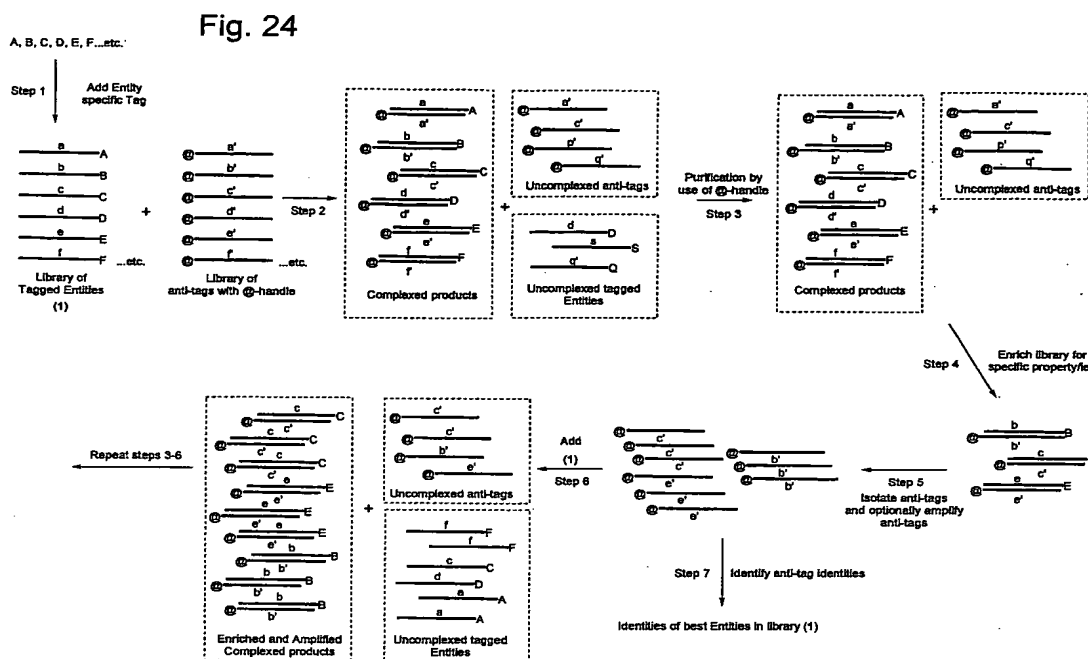 Fig. 24
A, B, C, D, E, F...etc.
Step 1
Add Entity
specific Tag
a
A
b
B
c
C
d
D
e
E
f
F
...etc.
Library of
Tagged Entities
(1)
+
@
a'
@
b'
@
c'
@
d'
@
e'
@
f'
...etc.
Library of
anti-tags with @-handle
Step 2
a
@
A
a'
b
@
B
b'
c
@
C
c'
d
@
D
d'
e
@
E
e'
f
@
F
f'
Complexed products
+
@
a'
@
c'
@
p'
@
q'
Uncomplexed anti-tags
d
D
s
S
q'
Q
Uncomplexed tagged
Entities
Purification by
use of @-handle
Step 3
a
@
A
a'
b
@
B
b'
c
@
C
c'
d
@
D
d'
e
@
E
e'
f
@
F
f'
Complexed products
+
@
a'
@
c'
@
p'
@
q'
Uncomplexed anti-tags
Step 4
Enrich library for
b
@
B
b'
c
@
C
c'
e
@
E
e'
Step 5
Isolate anti-tags
and optionally amplify
anti-tags
@
c'
@
c'
@
c'
@
e'
@
e'
@
e'
@
b'
@
b'
@
b'
Step 7
Identify anti-tag identities
Identities of best Entities in library (1)
Add
(1)
Step 6
@
c'
@
c'
@
b'
@
e'
Uncomplexed anti-tags
f
F
f
F
c
C
d
D
a
A
a
A
Uncomplexed tagged
Entities
+
c
@
C
c c'
@
C
c' c
@
C
c' e
@
E
e' e
@
E
e' e
@
E
e' b
@
B
b b'
@
B
b' b
@
B
b'
Enriched and Amplified
Complexed products
Repeat steps 3-6